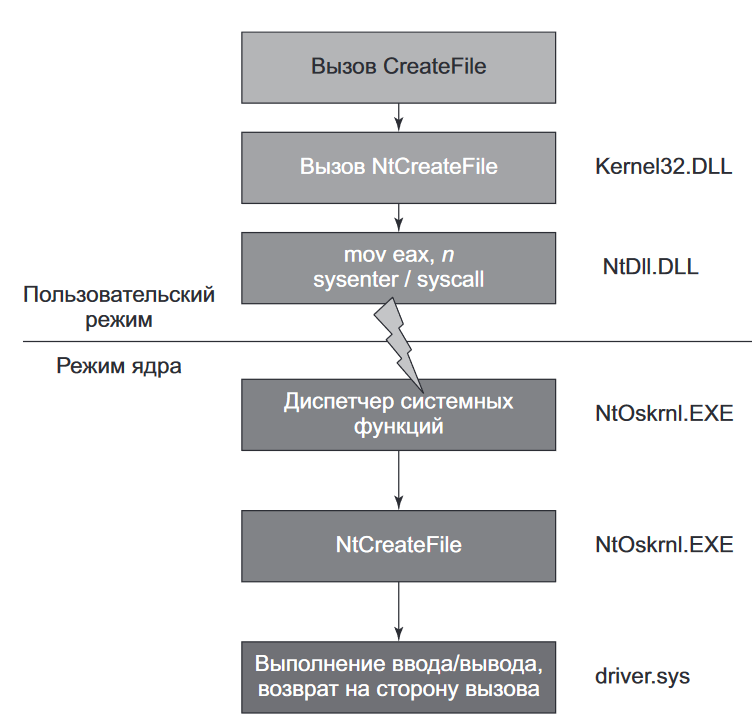 Вызов CreateFile
Вызов NtCreateFile
Kernel32.DLL
mov eax, n
sysenter / syscall
NtDll.DLL
Пользовательский
режим
Режим ядра
Диспетчер системных
функций
NtOskrnl.EXE
NtCreateFile
NtOskrnl.EXE
Выполнение ввода/вывода,
возврат на сторону вызова
driver.sys